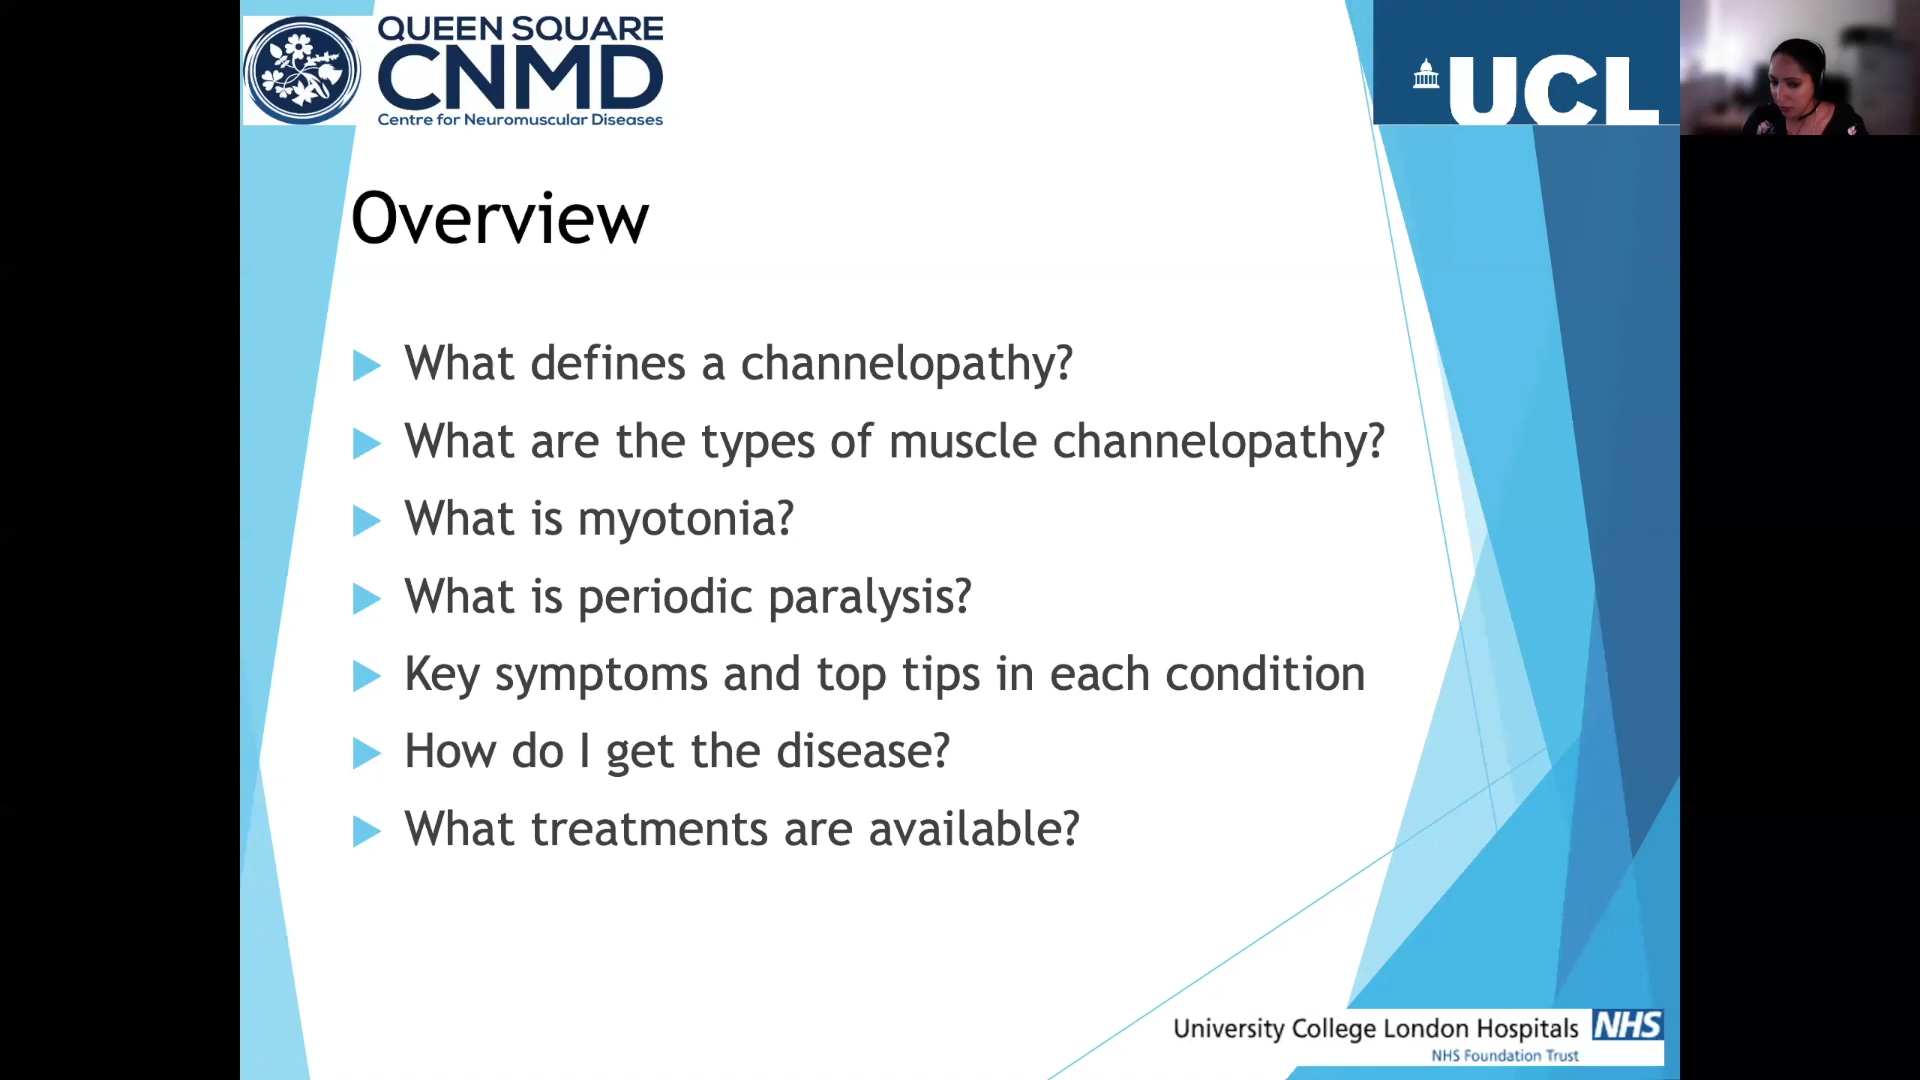 QUEEN SQUARE
CNMD
Centre for Neuromuscular Diseases
UCL
Overview
What defines a channelopathy?
What are the types of muscle channelopathy?
What is myotonia?
What is periodic paralysis?
Key symptoms and top tips in each condition
How do I get the disease?
What treatments are available?
University College London Hospitals NHS
NHS Foundation Trust